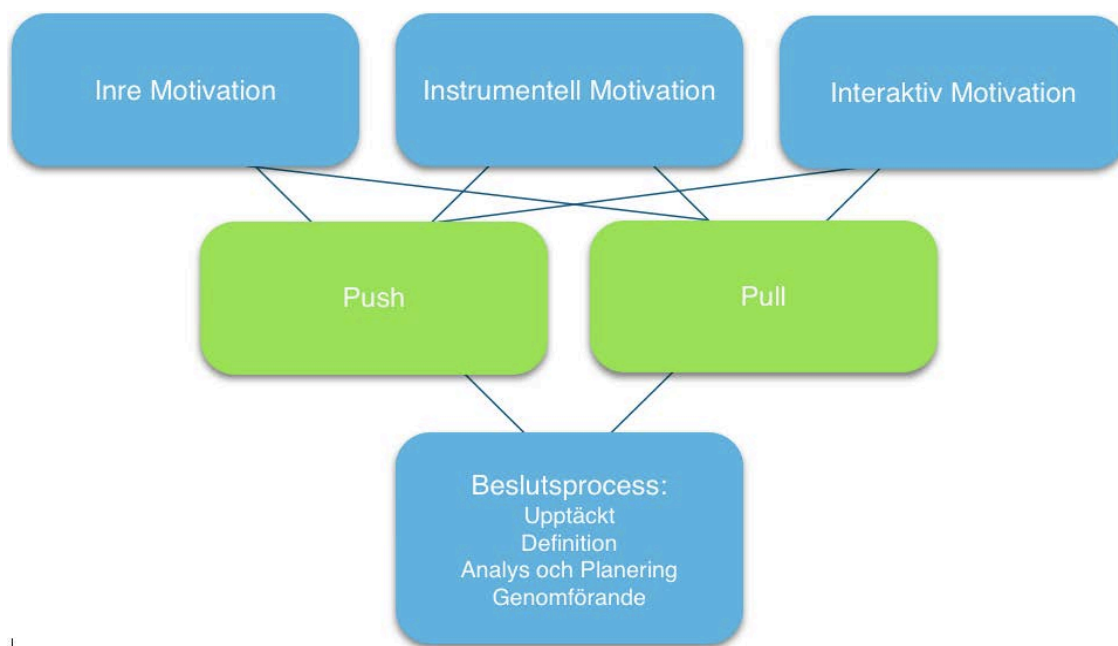 Inre Motivation
Instrumentell Motivation
Interaktiv Motivation
Push
Pull
Beslutsprocess:
Upptäckt
Definition
Analys och Planering
Genomförande